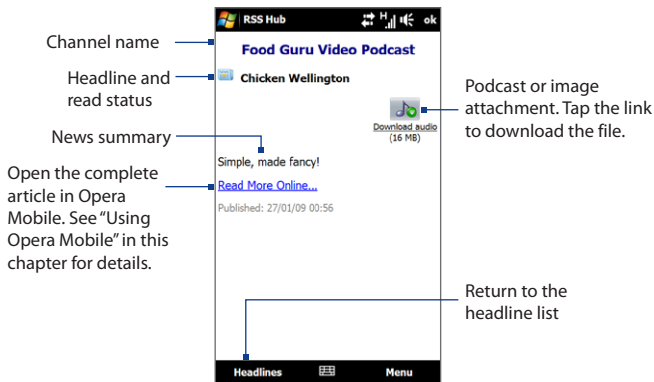 RSS Hub
H
ok
Channel name
Food Guru Video Podcast
Headline and
read status
Chicken Wellington
Podcast or image
attachment. Tap the link
to download the file.
Download audio
(16 MB)
News summary
Simple, made fancy!
Open the complete
article in Opera
Mobile. See “Using
Opera Mobile” in this
chapter for details.
Read More Online...
Published: 27/01/09 00:56
Return to the
headline list
Headlines
Menu